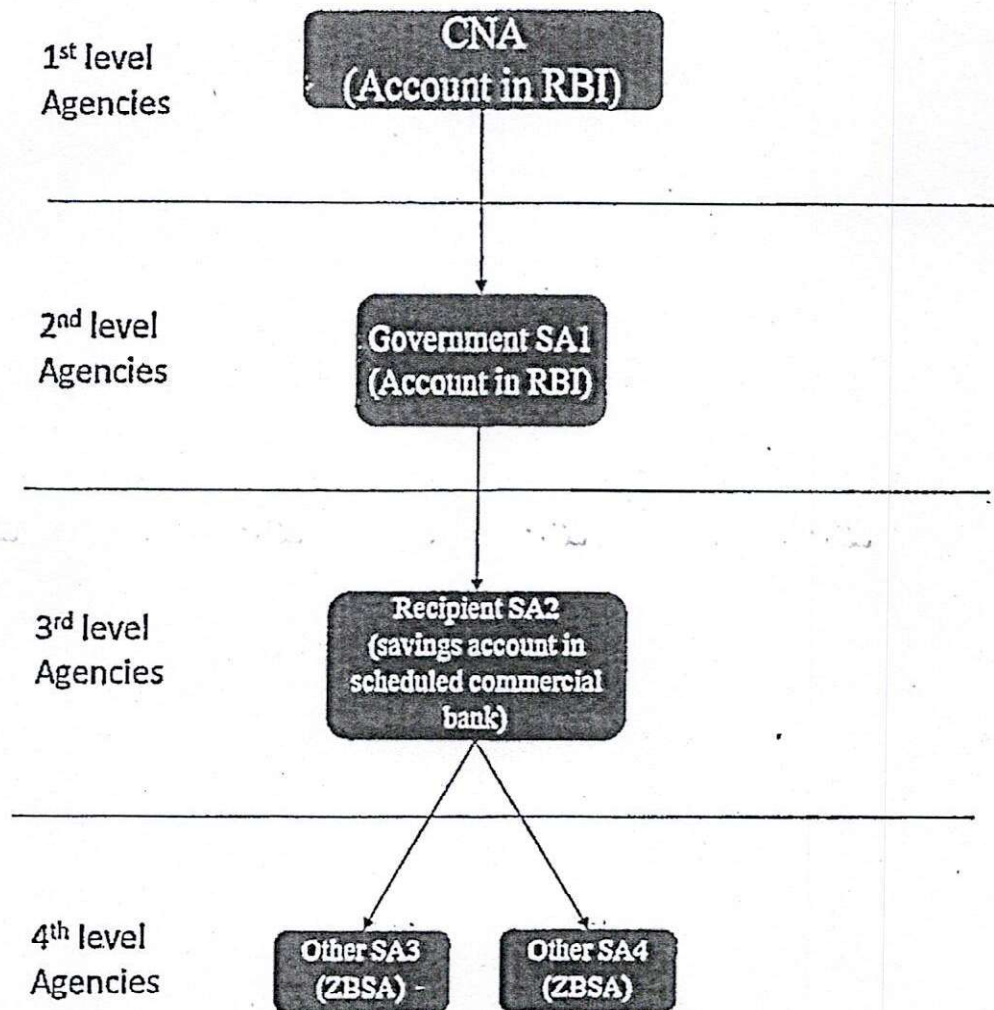 1st level
Agencies
CNA
(Account in RBI)
2nd level
Agencies
Government SA1
(Account in RBI)
3rd level
Agencies
Recipient SA2
(savings account in
scheduled commercial
bank)
4th level
Agencies
Other SA3
(ZBSA) -
Other SA4
(ZBSA)